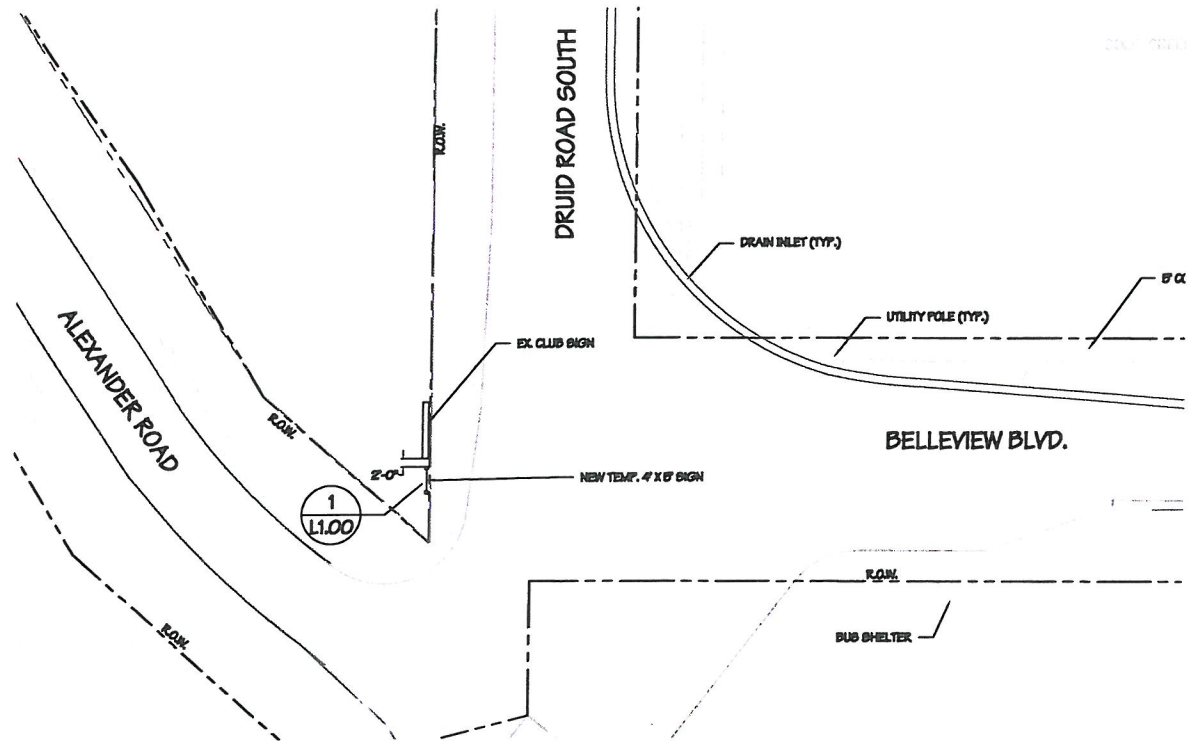 DRUID ROAD SOUTH
R.O.W.
DRAIN INLET (TYP.)
UTILITY POLE (TYP.)
EX. CLUB SIGN
ALEXANDER ROAD
R.O.W.
BELLEVIEW BLVD.
2'-0"
NEW TEMP. 4' X 8' SIGN
1
L1.00
R.O.W.
R.O.W.
BUS SHELTER